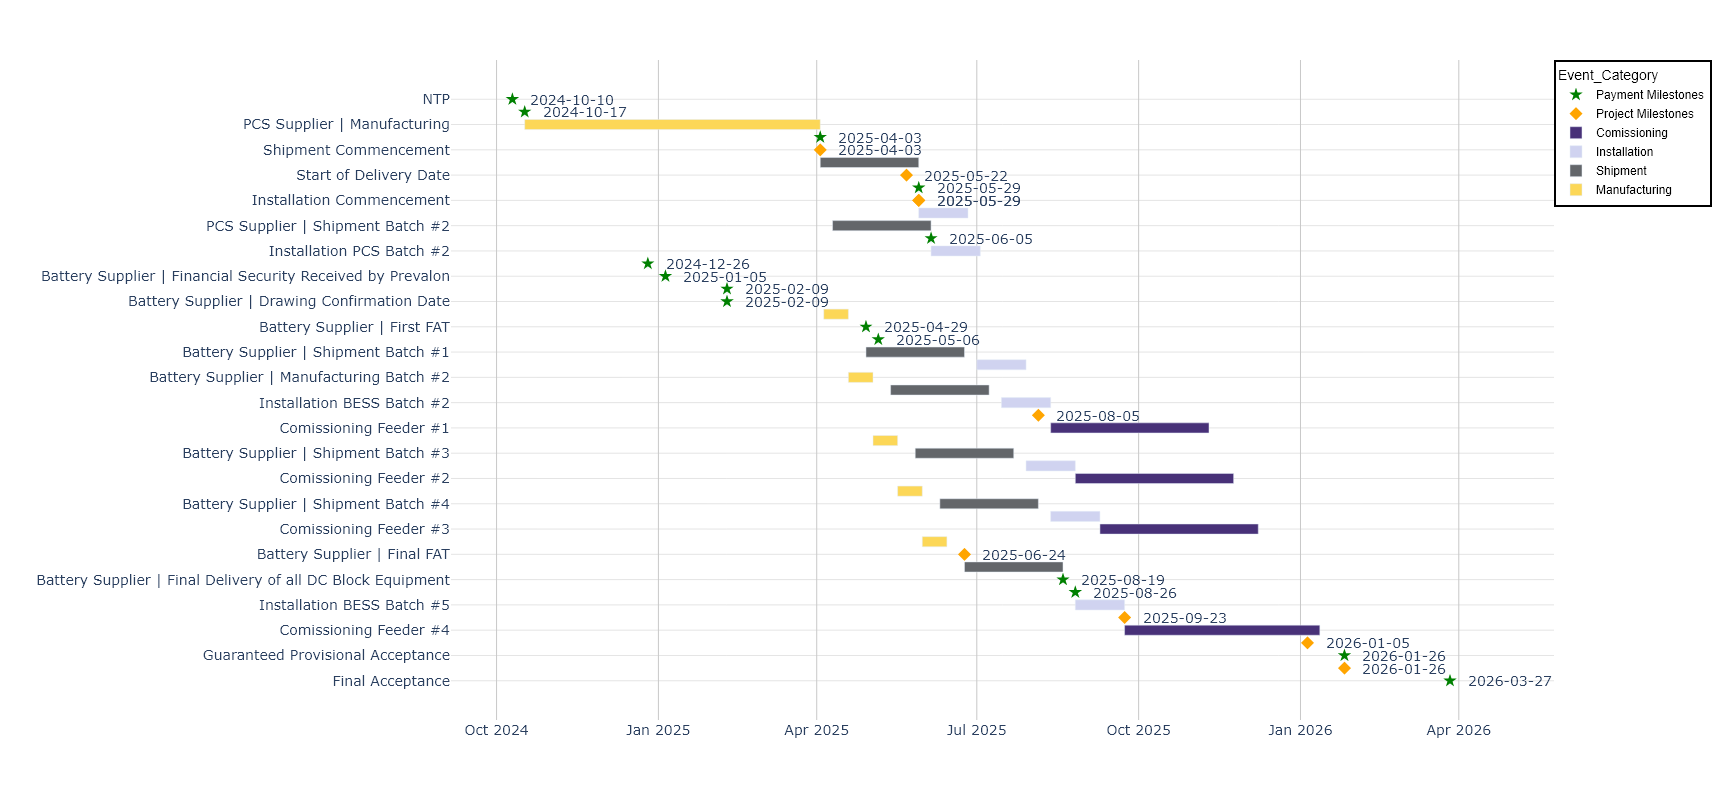 Event_Category
Payment Milestones
Project Milestones
Comissioning
Installation
Shipment
Manufacturing
NTP
2024-10-10
2024-10-17
PCS Supplier | Manufacturing
2025-04-03
Shipment Commencement
2025-04-03
Start of Delivery Date
2025-05-22
2025-05-29
Installation Commencement
2025-05-29
PCS Supplier | Shipment Batch #2
2025-06-05
Installation PCS Batch #2
2024-12-26
Battery Supplier | Financial Security Received by Prevalon
2025-01-05
2025-02-09
Battery Supplier | Drawing Confirmation Date
2025-02-09
Battery Supplier | First FAT
2025-04-29
2025-05-06
Battery Supplier | Shipment Batch #1
Battery Supplier | Manufacturing Batch #2
Installation BESS Batch #2
2025-08-05
Comissioning Feeder #1
Battery Supplier | Shipment Batch #3
Comissioning Feeder #2
Battery Supplier | Shipment Batch #4
Comissioning Feeder #3
Battery Supplier | Final FAT
2025-06-24
Battery Supplier | Final Delivery of all DC Block Equipment
2025-08-19
2025-08-26
Installation BESS Batch #5
2025-09-23
Comissioning Feeder #4
2026-01-05
Guaranteed Provisional Acceptance
2026-01-26
2026-01-26
Final Acceptance
2026-03-27
Oct 2024
Jan 2025
Apr 2025
Jul 2025
Oct 2025
Jan 2026
Apr 2026